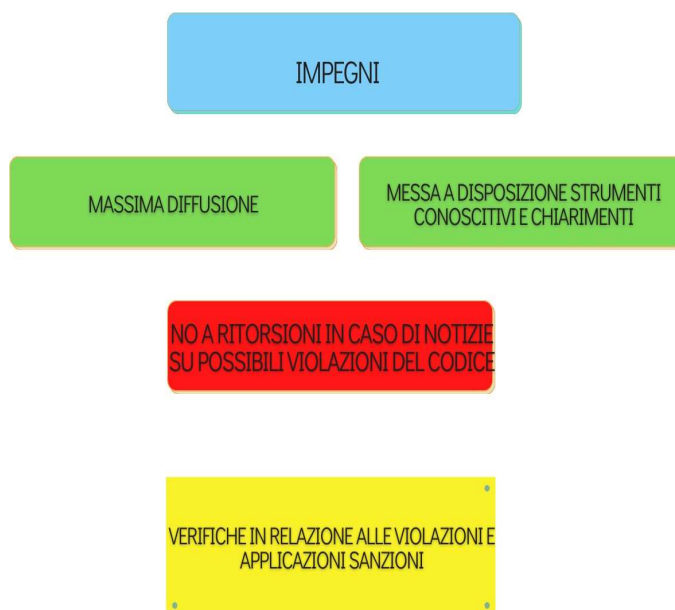 IMPEGNI
MASSIMA DIFFUSIONE
MESSA A DISPOSIZIONE STRUMENTI
CONOSCITIVI E CHIARIMENTI
NO A RITORSIONI IN CASO DI NOTIZIE
SU POSSIBILI VIOLAZIONI DEL CODICE
VERIFICHE IN RELAZIONE ALLE VIOLAZIONI E
APPLICAZIONI SANZIONI